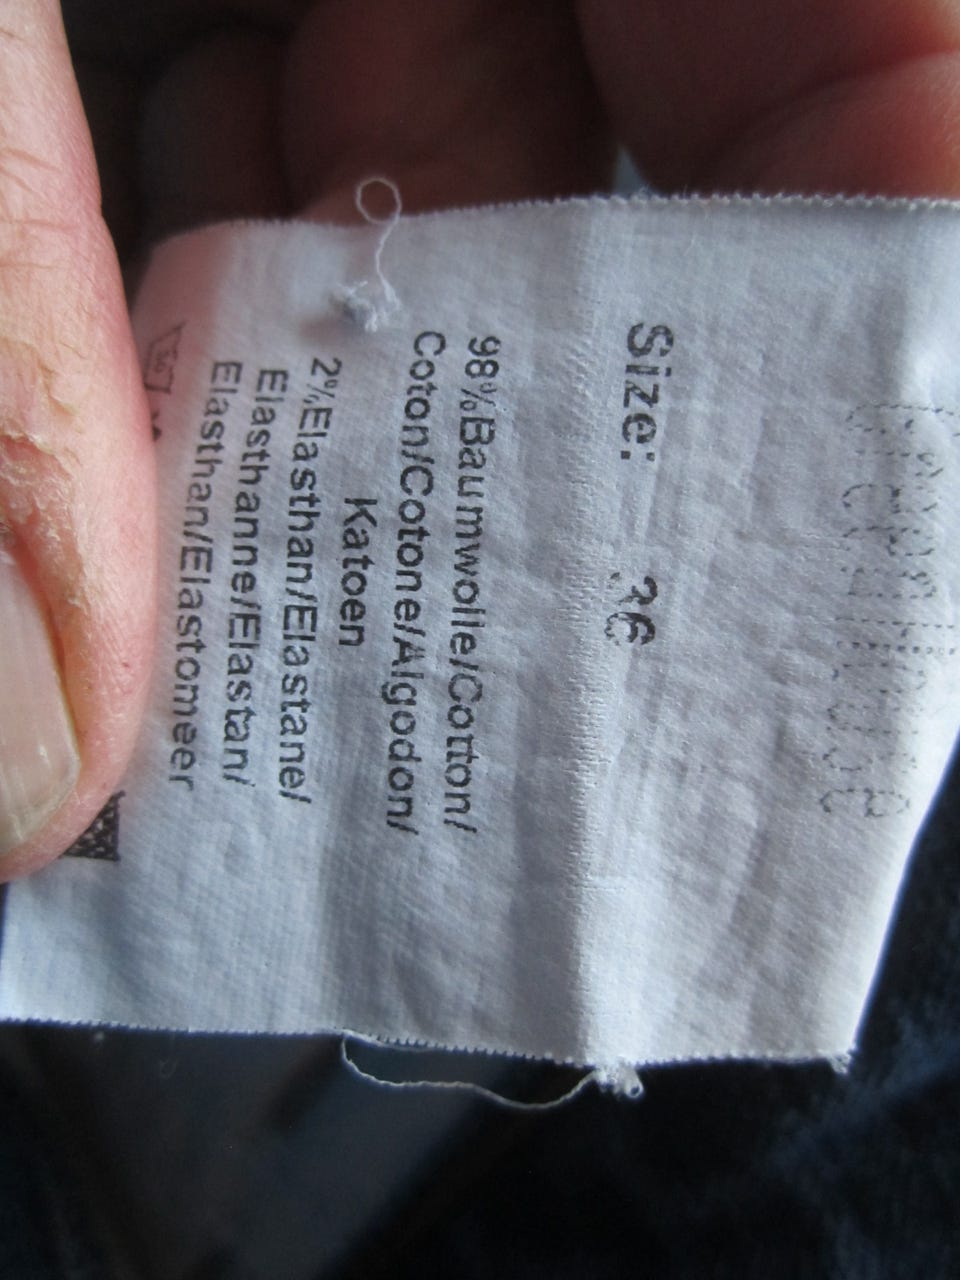 Size: 36
98%Baumwolle/Cotton/
Coton/Cotone/Algodon/
Katoen
2%Elasthan/Elastane/
Elasthanne/Elastan/
Elasthan/Elastomeer